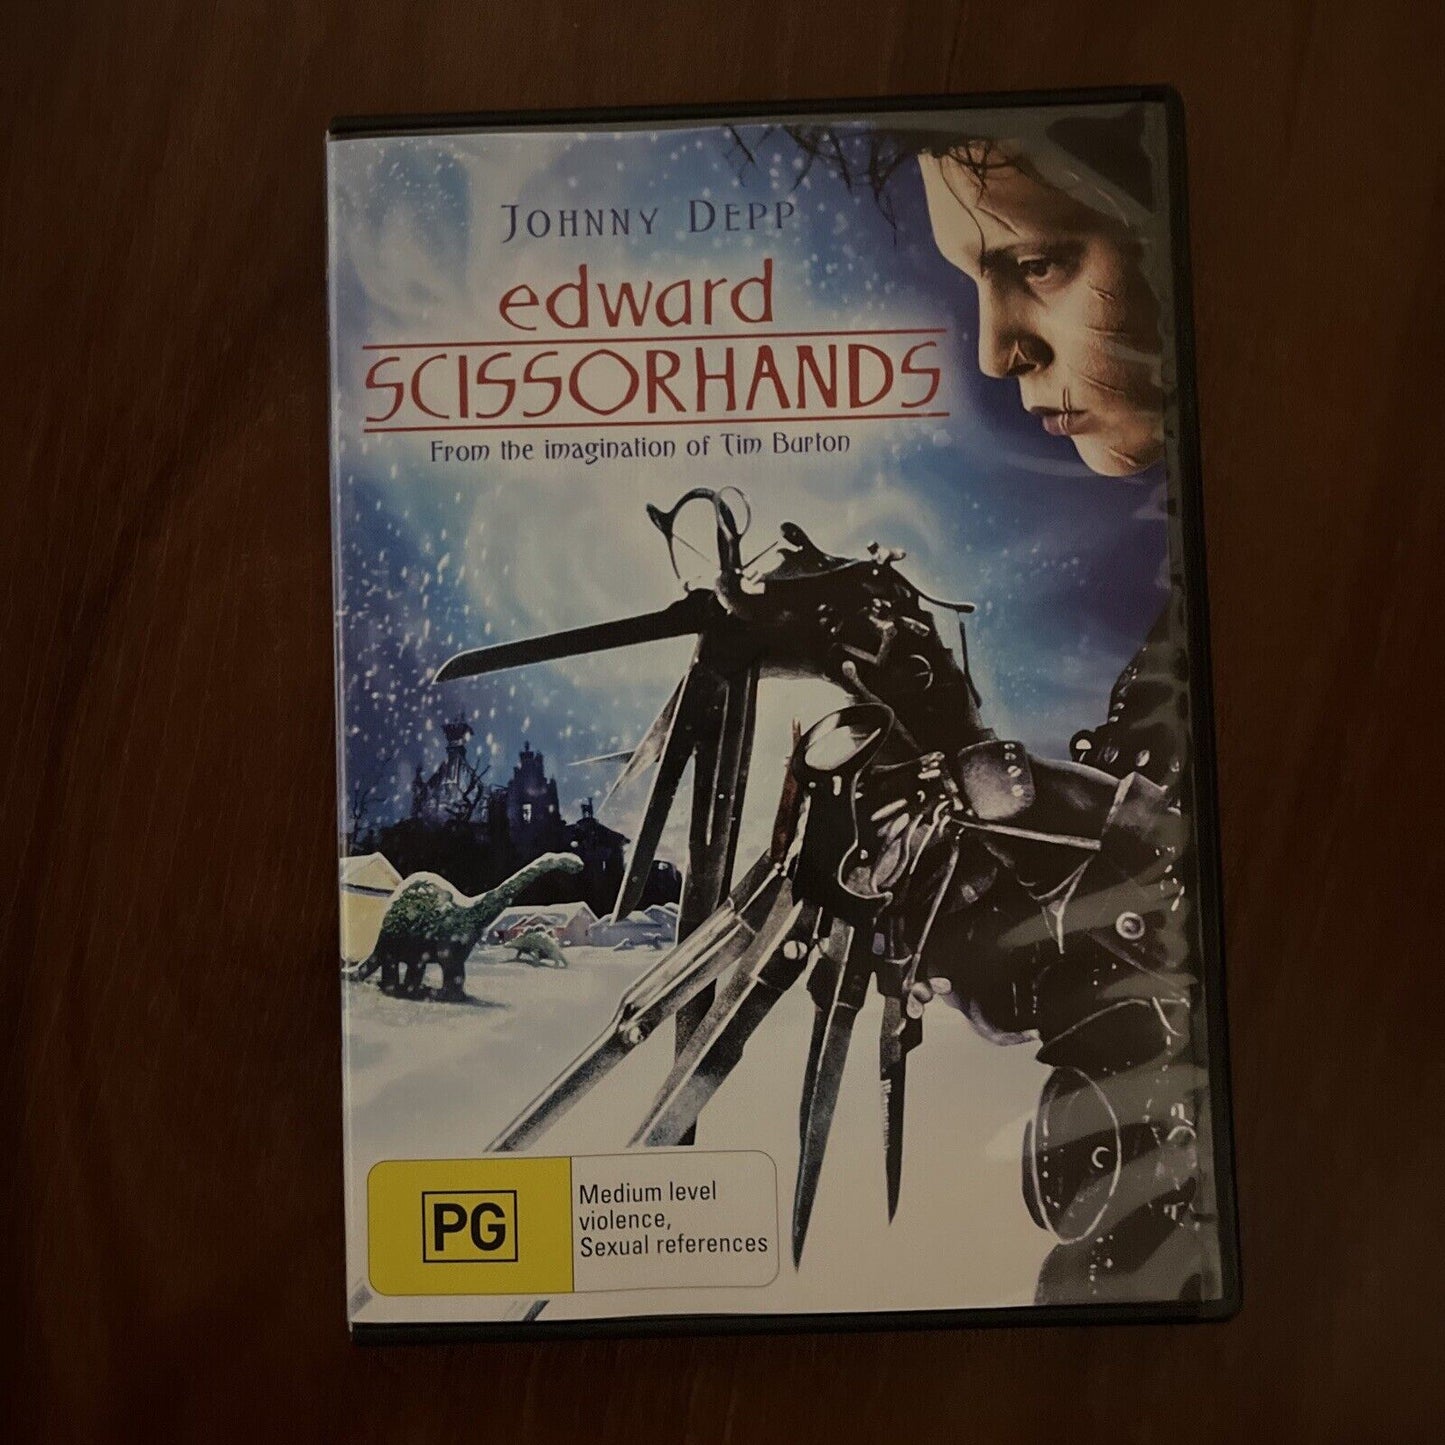 JOHNNY DEPP
edward
SCISSORHANDS
From the imagination of Tim Burton
PG
Medium level
violence,
Sexual references